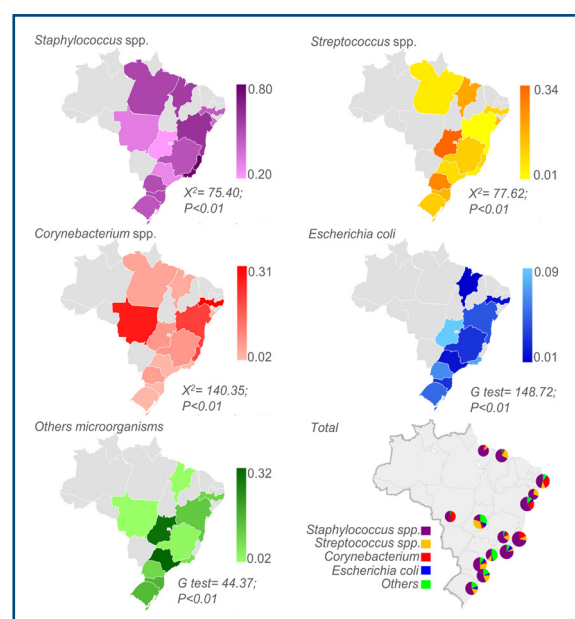 Staphylococcus spp.
0.80
0.20
X²= 75.40;
P<0.01
Streptococcus spp.
0.34
0.01
X²= 77.62;
P<0.01
Corynebacterium spp.
0.31
0.02
X²= 140.35;
P<0.01
Escherichia coli
0.09
0.01
G test= 148.72;
P<0.01
Others microorganisms
0.32
0.02
G test= 44.37;
P<0.01
Total
Staphylococcus spp.
Streptococcus spp.
Corynebacterium
Escherichia coli
Others